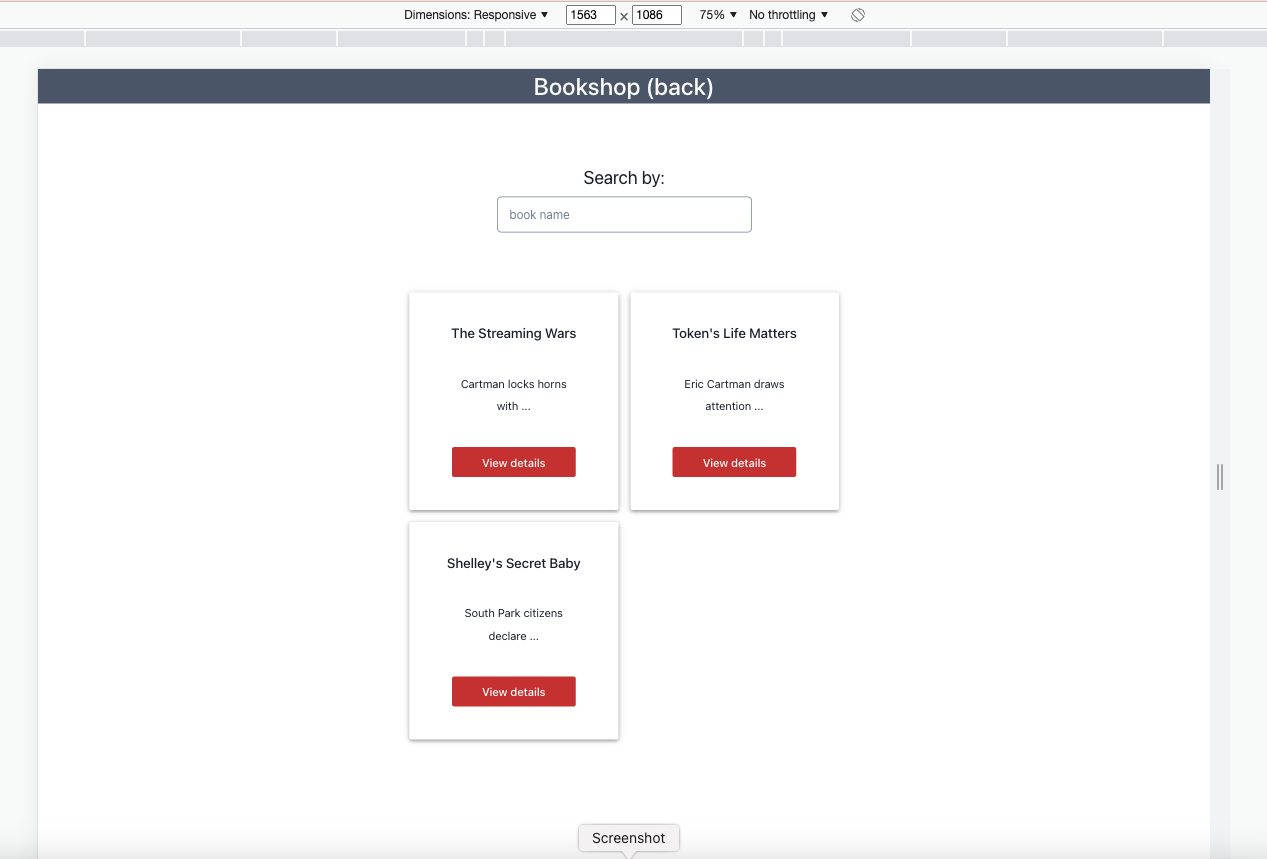 Dimensions: Responsive ▼ 1563 × 1086 75% ▼ No throttling ▼
Bookshop (back)
Search by:
book name
The Streaming Wars
Cartman locks horns
with ...
View details
Token's Life Matters
Eric Cartman draws
attention ...
View details
Shelley's Secret Baby
South Park citizens
declare ...
View details
Screenshot